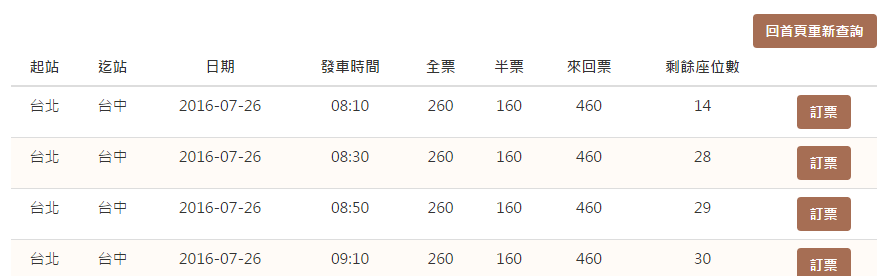 回首頁重新查詢
起站 迄站 日期 發車時間 全票 半票 來回票 剩餘座位數
台北 台中 2016-07-26 08:10 260 160 460 14 訂票
台北 台中 2016-07-26 08:30 260 160 460 28 訂票
台北 台中 2016-07-26 08:50 260 160 460 29 訂票
台北 台中 2016-07-26 09:10 260 160 460 30 訂票